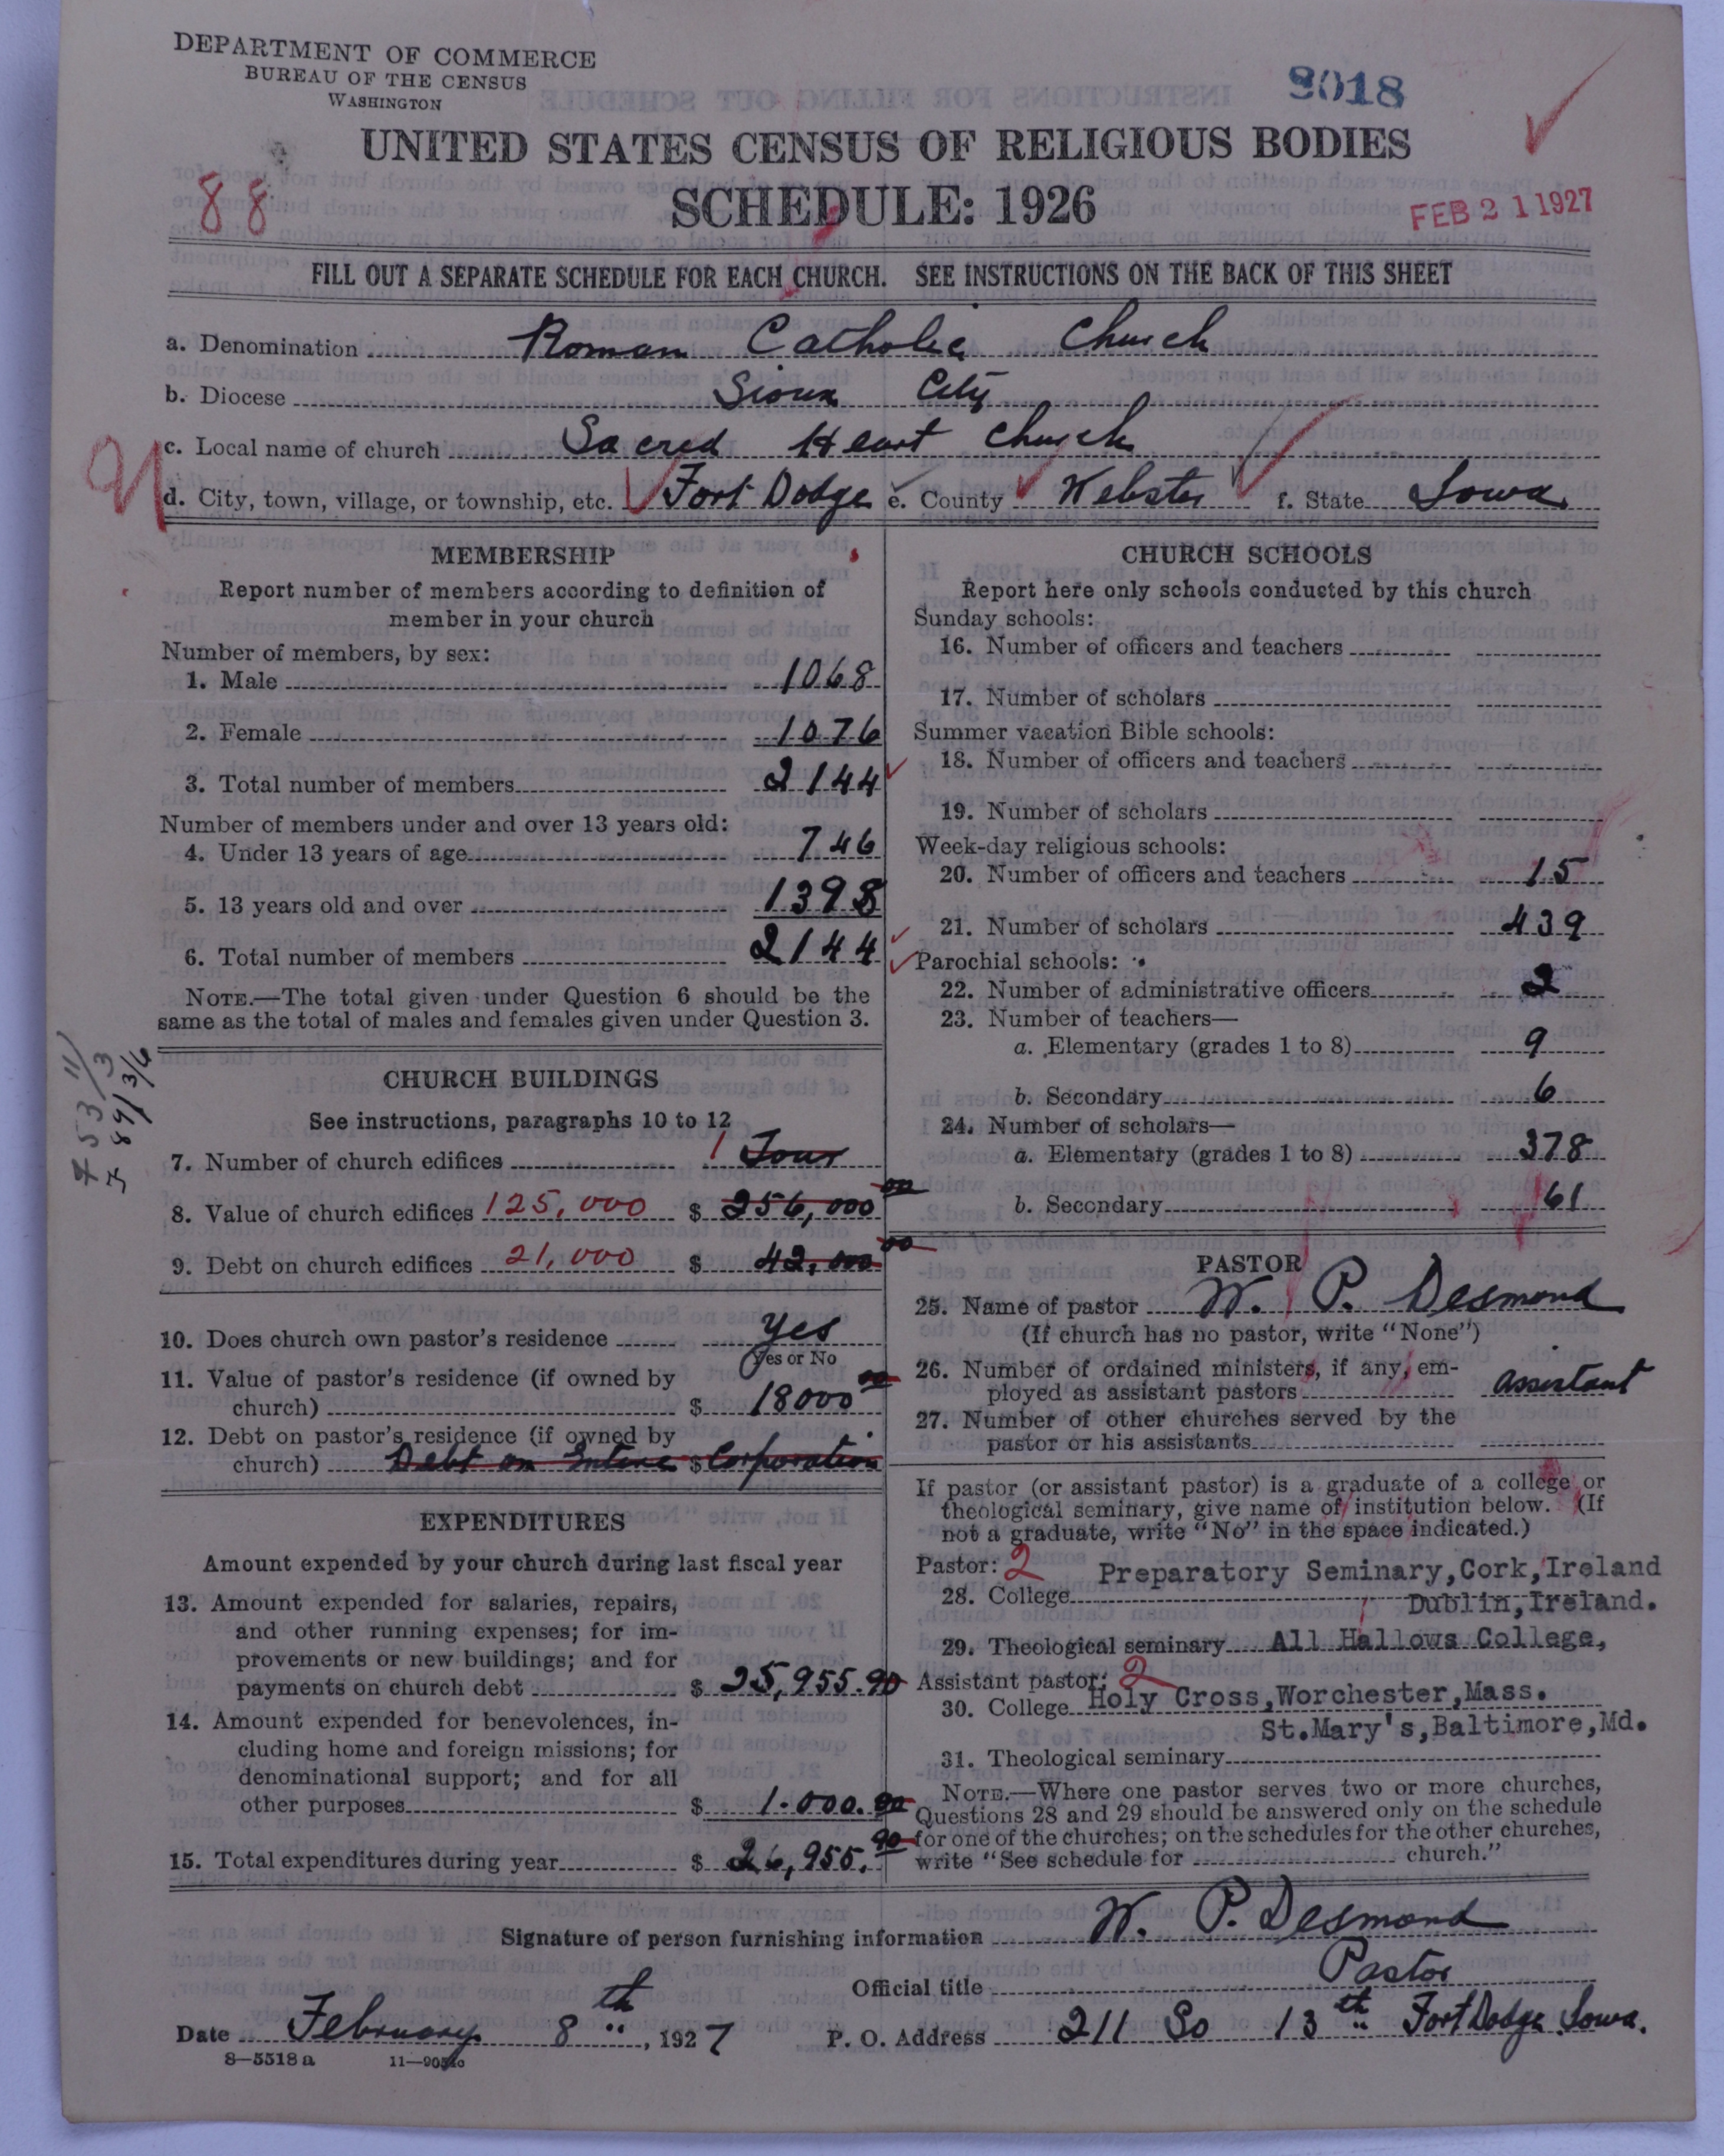 DEPARTMENT OF COMMERCE
BUREAU OF THE CENSUS
WASHINGTON
9018
UNITED STATES CENSUS OF RELIGIOUS BODIES
88
SCHEDULE: 1926
FEB 21 1927
FILL OUT A SEPARATE SCHEDULE FOR EACH CHURCH. SEE INSTRUCTIONS ON THE BACK OF THIS SHEET
a. Denomination Roman Catholic Church
b. Diocese Sioux City
c. Local name of church Sacred Heart Church
91
d. City, town, village, or township, etc. Fort Dodge e. County Webster f. State Iowa
MEMBERSHIP
Report number of members according to definition of
member in your church
Number of members, by sex:
1. Male 1068
2. Female 1076
3. Total number of members 2144
Number of members under and over 13 years old:
4. Under 13 years of age 746
5. 13 years old and over 1398
6. Total number of members 2144
NOTE.—The total given under Question 6 should be the
same as the total of males and females given under Question 3.
CHURCH BUILDINGS
See instructions, paragraphs 10 to 12
7. Number of church edifices 1 Four
8. Value of church edifices 125,000 $ 256,000 00
9. Debt on church edifices 21,000 $ 42,000 00
10. Does church own pastor's residence yes
Yes or No
11. Value of pastor's residence (if owned by
church) $ 18000 00
12. Debt on pastor's residence (if owned by
church) Debt on Entire $ Corporation
EXPENDITURES
Amount expended by your church during last fiscal year
13. Amount expended for salaries, repairs,
and other running expenses; for im-
provements or new buildings; and for
payments on church debt $ 25,955.90
14. Amount expended for benevolences, in-
cluding home and foreign missions; for
denominational support; and for all
other purposes $ 1.000.00
15. Total expenditures during year $ 26,955.90
CHURCH SCHOOLS
Report here only schools conducted by this church
Sunday schools:
16. Number of officers and teachers
17. Number of scholars
Summer vacation Bible schools:
18. Number of officers and teachers
19. Number of scholars
Week-day religious schools:
20. Number of officers and teachers 15
21. Number of scholars 439
Parochial schools:
22. Number of administrative officers 2
23. Number of teachers—
a. Elementary (grades 1 to 8) 9
b. Secondary 6
24. Number of scholars—
a. Elementary (grades 1 to 8) 378
b. Secondary 61
PASTOR
25. Name of pastor W. P. Desmond
(If church has no pastor, write "None")
26. Number of ordained ministers, if any, em-
ployed as assistant pastors assistant
27. Number of other churches served by the
pastor or his assistants
If pastor (or assistant pastor) is a graduate of a college or
theological seminary, give name of institution below. (If
not a graduate, write "No" in the space indicated.)
Pastor: 2 Preparatory Seminary,Cork,Ireland
28. College Dublin,Ireland.
29. Theological seminary All Hallows College,
Assistant pastor: 2
30. College Holy Cross,Worchester,Mass.
St.Mary's,Baltimore,Md.
31. Theological seminary
NOTE.—Where one pastor serves two or more churches,
Questions 28 and 29 should be answered only on the schedule
for one of the churches; on the schedules for the other churches,
write "See schedule for church."
Signature of person furnishing information W. P. Desmond
Official title Pastor
Date February 8th, 1927 P. O. Address 211 So 13th Fort Dodge Iowa.
8-5518 a